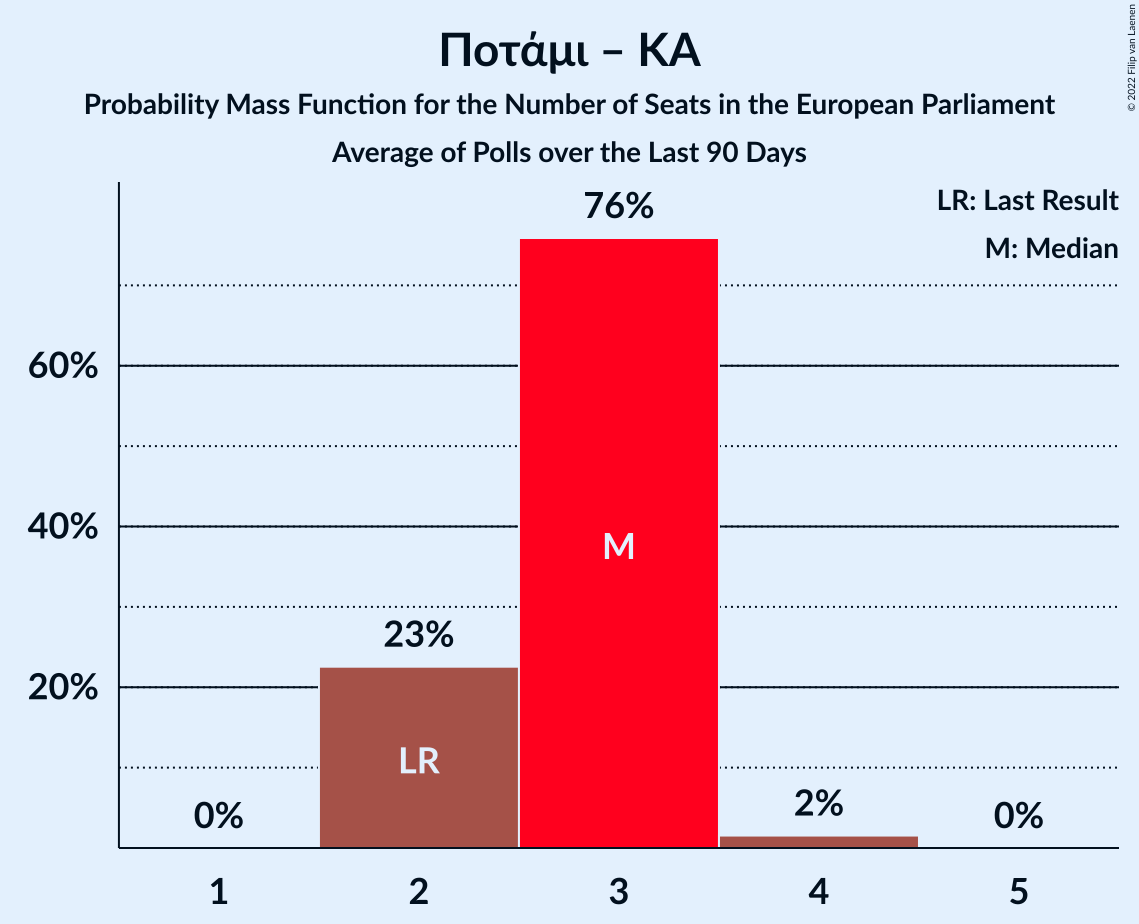 Ποτάμι – ΚΑ
Probability Mass Function for the Number of Seats in the European Parliament
Average of Polls over the Last 90 Days
© 2022 Filip van Laenen
LR: Last Result
M: Median
76%
60%
40%
20%
M
23%
LR
0%
2%
0%
1 2 3 4 5